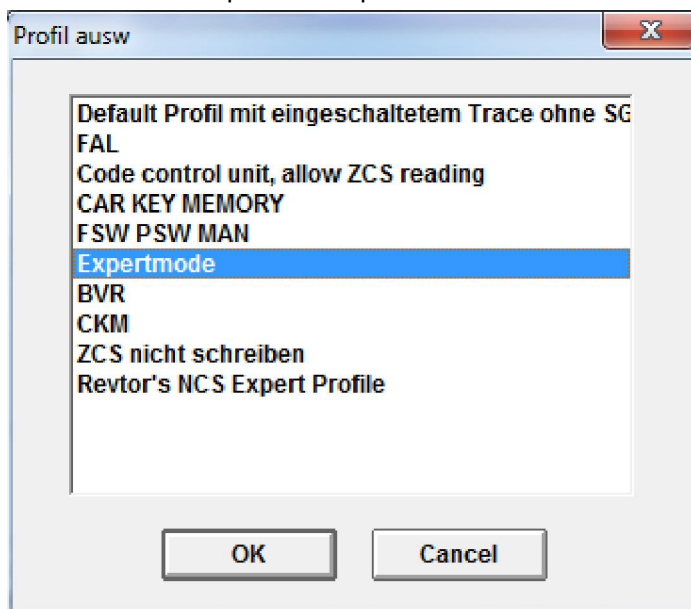 Profil ausw
Default Profil mit eingeschaltetem Trace ohne SG
FAL
Code control unit, allow ZCS reading
CAR KEY MEMORY
FSW PSW MAN
Expertmode
BVR
CKM
ZCS nicht schreiben
Revtor's NCS Expert Profile
OK
Cancel